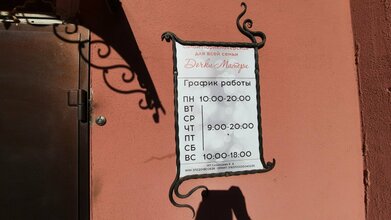 для всей семьи
Дочки Матери
График работы
ПН 10:00-20:00
ВТ
СР
ЧТ 9:00-20:00
ПТ
СБ
ВС 10:00-18:00